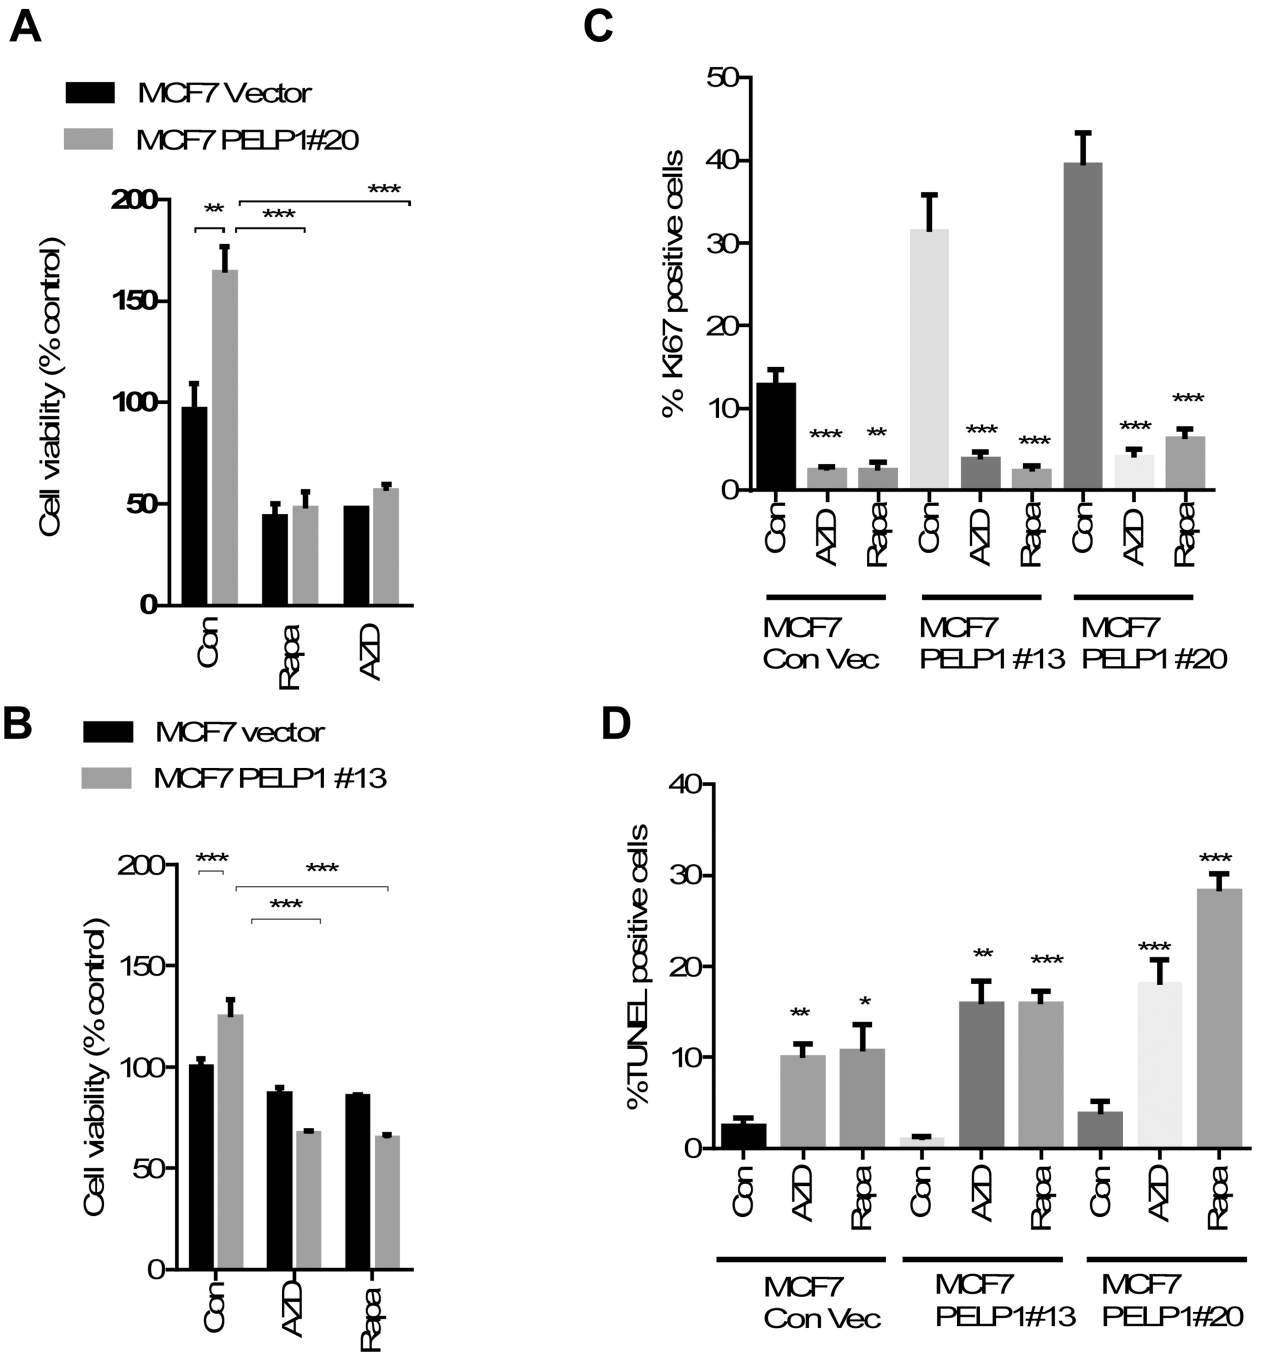 A
MCF7 Vector
MCF7 PELP1#20
Cell viability (% control)
200
150
100
50
0
**
***
***
Con
Rapa
AZD
B
MCF7 vector
MCF7 PELP1 #13
Cell viability (% control)
200
150
100
50
0
***
***
***
Con
AZD
Rapa
C
% Ki67 positive cells
50
40
30
20
10
0
***
**
***
***
***
***
Con
AZD
Rapa
Con
AZD
Rapa
Con
AZD
Rapa
MCF7
Con Vec
MCF7
PELP1 #13
MCF7
PELP1 #20
D
%TUNEL positive cells
40
30
20
10
0
**
*
**
***
***
***
Con
AZD
Rapa
Con
AZD
Rapa
Con
AZD
Rapa
MCF7
Con Vec
MCF7
PELP1#13
MCF7
PELP1#20